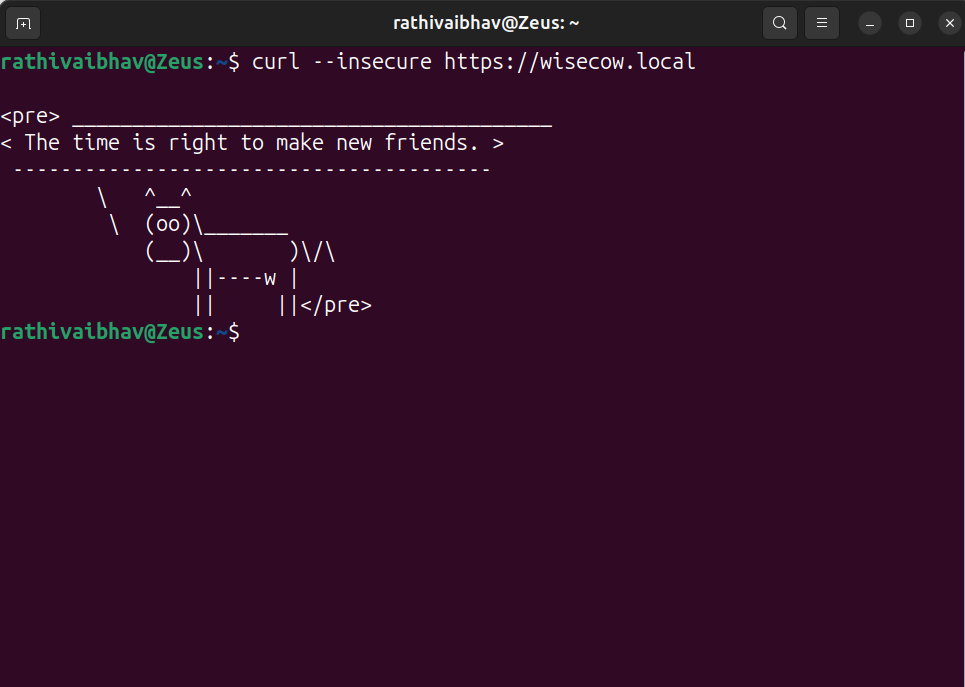 rathivaibhav@Zeus: ~
rathivaibhav@Zeus:~$ curl --insecure https://wisecow.local

<pre> ________________________________________
< The time is right to make new friends. >
 ----------------------------------------
        \   ^__^
         \  (oo)\_______
            (__)\       )\/\
                ||----w |
                ||     ||</pre>
rathivaibhav@Zeus:~$